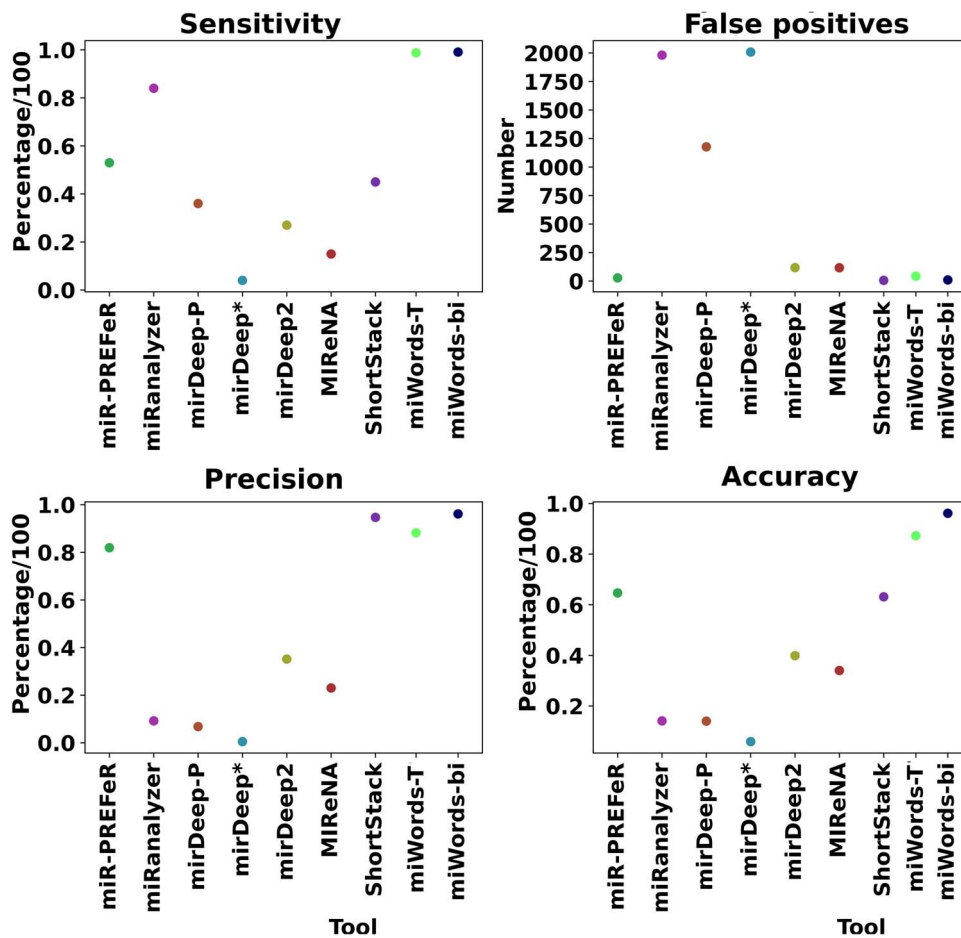 Sensitivity
Percentage/100
1.0
0.8
0.6
0.4
0.2
0.0
miR-PREFeR
miRanalyzer
mirDeep-P
mirDeep*
mirDeep2
MIReNA
ShortStack
miWords-T
miWords-bi
False positives
Number
2000
1750
1500
1250
1000
750
500
250
0
miR-PREFeR
miRanalyzer
mirDeep-P
mirDeep*
mirDeep2
MIReNA
ShortStack
miWords-T
miWords-bi
Precision
Percentage/100
1.0
0.8
0.6
0.4
0.2
0.0
miR-PREFeR
miRanalyzer
mirDeep-P
mirDeep*
mirDeep2
MIReNA
ShortStack
miWords-T
miWords-bi
Tool
Accuracy
Percentage/100
1.0
0.8
0.6
0.4
0.2
miR-PREFeR
miRanalyzer
mirDeep-P
mirDeep*
mirDeep2
MIReNA
ShortStack
miWords-T
miWords-bi
Tool